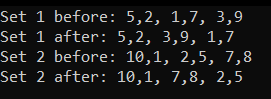 Set 1 before: 5,2, 1,7, 3,9
Set 1 after: 5,2, 3,9, 1,7
Set 2 before: 10,1, 2,5, 7,8
Set 2 after: 10,1, 7,8, 2,5